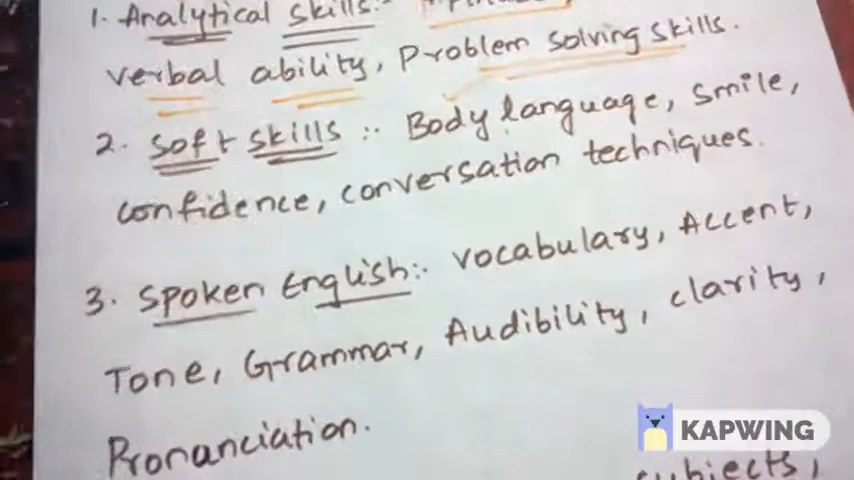 1. Analytical skills:-
verbal ability, Problem solving skills.
2. Soft skills :- Body language, smile,
confidence, conversation techniques.
3. Spoken English:- Vocabulary, Accent,
Tone, Grammar, Audibility, clarity,
Pronanciation.
KAPWING
subjects,